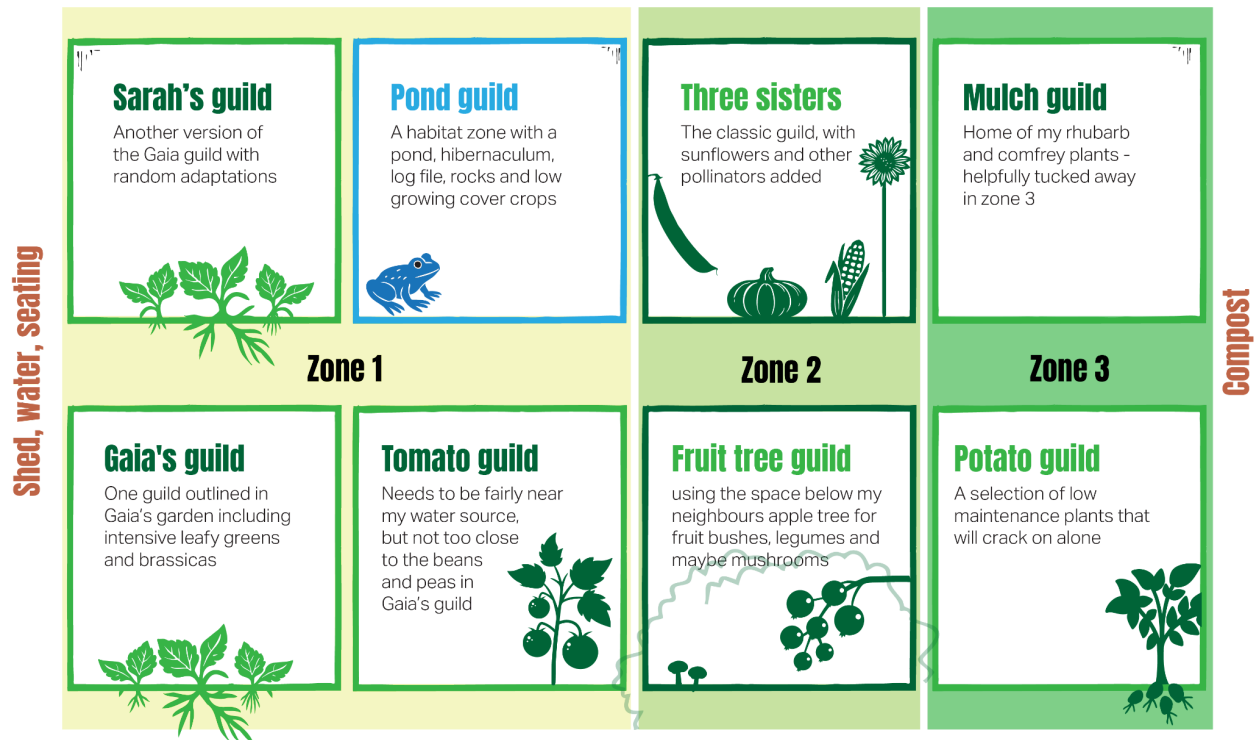 Shed, water, seating
Sarah's guild
Another version of
the Gaia guild with
random adaptations
Pond guild
A habitat zone with a
pond, hibernaculum,
log file, rocks and low
growing cover crops
Three sisters
The classic guild, with
sunflowers and other
pollinators added
Mulch guild
Home of my rhubarb
and comfrey plants -
helpfully tucked away
in zone 3
Zone 1
Zone 2
Zone 3
Gaia's guild
One guild outlined in
Gaia's garden including
intensive leafy greens
and brassicas
Tomato guild
Needs to be fairly near
my water source,
but not too close
to the beans
and peas in
Gaia's guild
Fruit tree guild
using the space below my
neighbours apple tree for
fruit bushes, legumes and
maybe mushrooms
Potato guild
A selection of low
maintenance plants that
will crack on alone
Compost